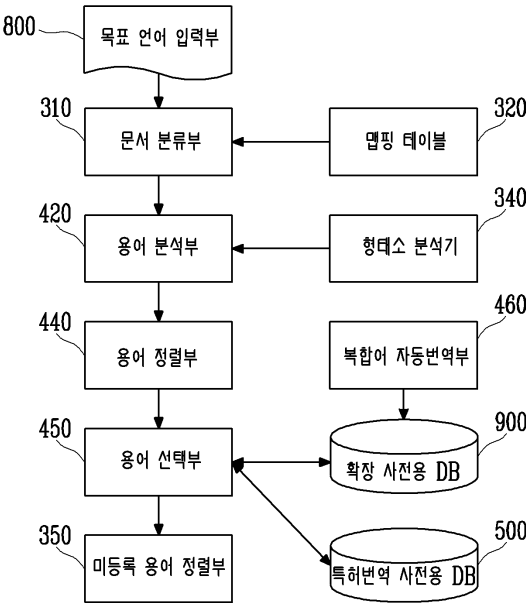 800
목표 언어 입력부
310
문서 분류부
320
맵핑 테이블
420
용어 분석부
340
형테소 분석기
440
용어 정렬부
460
복합어 자동번역부
450
용어 선택부
900
확장 사전용 DB
350
미등록 용어 정렬부
500
특허번역 사전용 DB